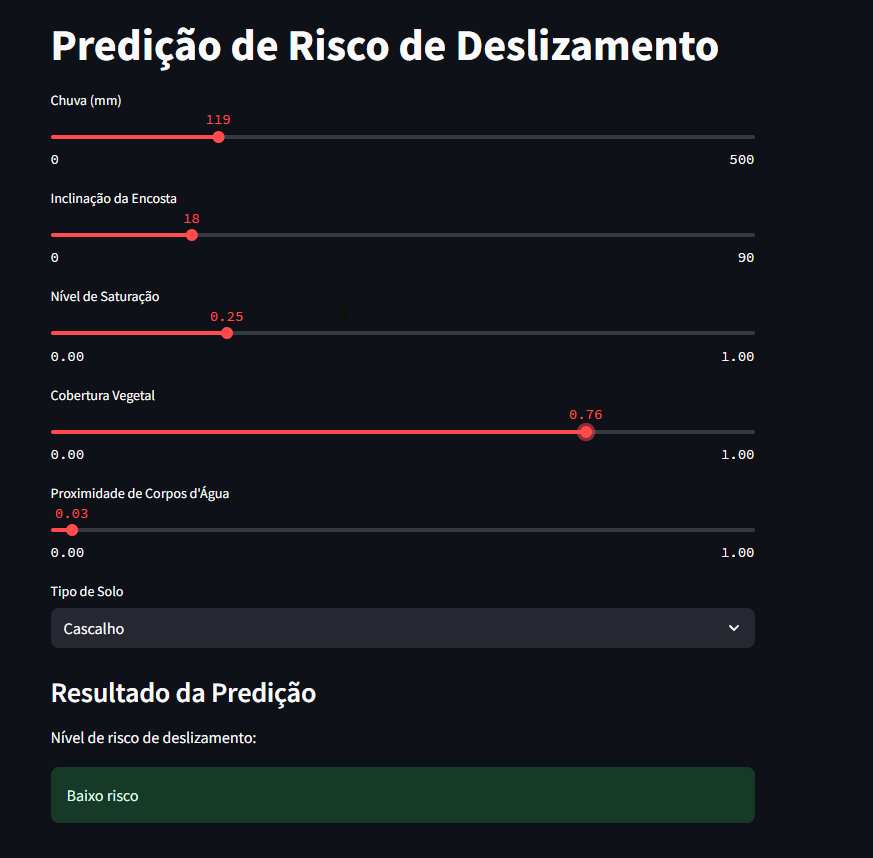 Predição de Risco de Deslizamento
Chuva (mm)
119
0 500
Inclinação da Encosta
18
0 90
Nível de Saturação
0.25
0.00 1.00
Cobertura Vegetal
0.76
0.00 1.00
Proximidade de Corpos d'Água
0.03
0.00 1.00
Tipo de Solo
Cascalho
Resultado da Predição
Nível de risco de deslizamento:
Baixo risco